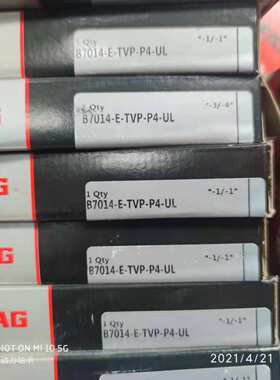 1 Qty "-1/-1"
B7014-E-TVP-P4-UL
1 Qty "-3/-4"
B7014-E-TVP-P4-UL
1 Qty "-1/-1"
B7014-E-TVP-P4-UL
AG
1 Qty "-1/-1"
B7014-E-TVP-P4-UL
1 Qty "-1/-1"
B7014-E-TVP-P4-UL
AG
HOT ON MI 10 5G
2021/4/21